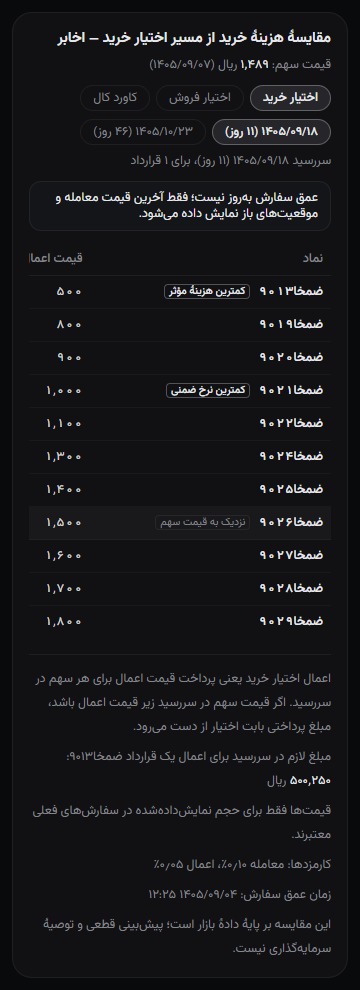 مقایسهٔ هزینهٔ خرید از مسیر اختیار خرید – اخابر
قیمت سهم: ۱,۴۸۹ ریال (۱۴۰۵/۰۹/۰۷)
اختیار خرید اختیار فروش کاورد کال
۱۴۰۵/۰۹/۱۸ (۱۱ روز) ۱۴۰۵/۱۰/۲۳ (۴۶ روز)
سررسید ۱۴۰۵/۰۹/۱۸ (۱۱ روز)، برای ۱ قرارداد
عمق سفارش به‌روز نیست؛ فقط آخرین قیمت معامله و
موقعیت‌های باز نمایش داده می‌شود.
نماد قیمت اعما
ضمخا۹۰۱۳ کمترین هزینهٔ مؤثر ۵۰۰
ضمخا۹۰۱۹ ۸۰۰
ضمخا۹۰۲۰ ۹۰۰
ضمخا۹۰۲۱ کمترین نرخ ضمنی ۱,۰۰۰
ضمخا۹۰۲۲ ۱,۱۰۰
ضمخا۹۰۲۴ ۱,۳۰۰
ضمخا۹۰۲۵ ۱,۴۰۰
ضمخا۹۰۲۶ نزدیک به قیمت سهم ۱,۵۰۰
ضمخا۹۰۲۷ ۱,۶۰۰
ضمخا۹۰۲۸ ۱,۷۰۰
ضمخا۹۰۲۹ ۱,۸۰۰
اعمال اختیار خرید یعنی پرداخت قیمت اعمال برای هر سهم در
سررسید. اگر قیمت سهم در سررسید زیر قیمت اعمال باشد،
مبلغ پرداختی بابت اختیار از دست می‌رود.
مبلغ لازم در سررسید برای اعمال یک قرارداد ضمخا۹۰۱۳:
۵۰۰,۲۵۰ ریال
قیمت‌ها فقط برای حجم نمایش‌داده‌شده در سفارش‌های فعلی
معتبرند.
کارمزدها: معامله ۰٫۱۰٪، اعمال ۰٫۰۵٪
زمان عمق سفارش: ۱۴۰۵/۰۹/۰۴ ۱۲:۲۵
این مقایسه بر پایهٔ دادهٔ بازار است؛ پیش‌بینی قطعی و توصیهٔ
سرمایه‌گذاری نیست.